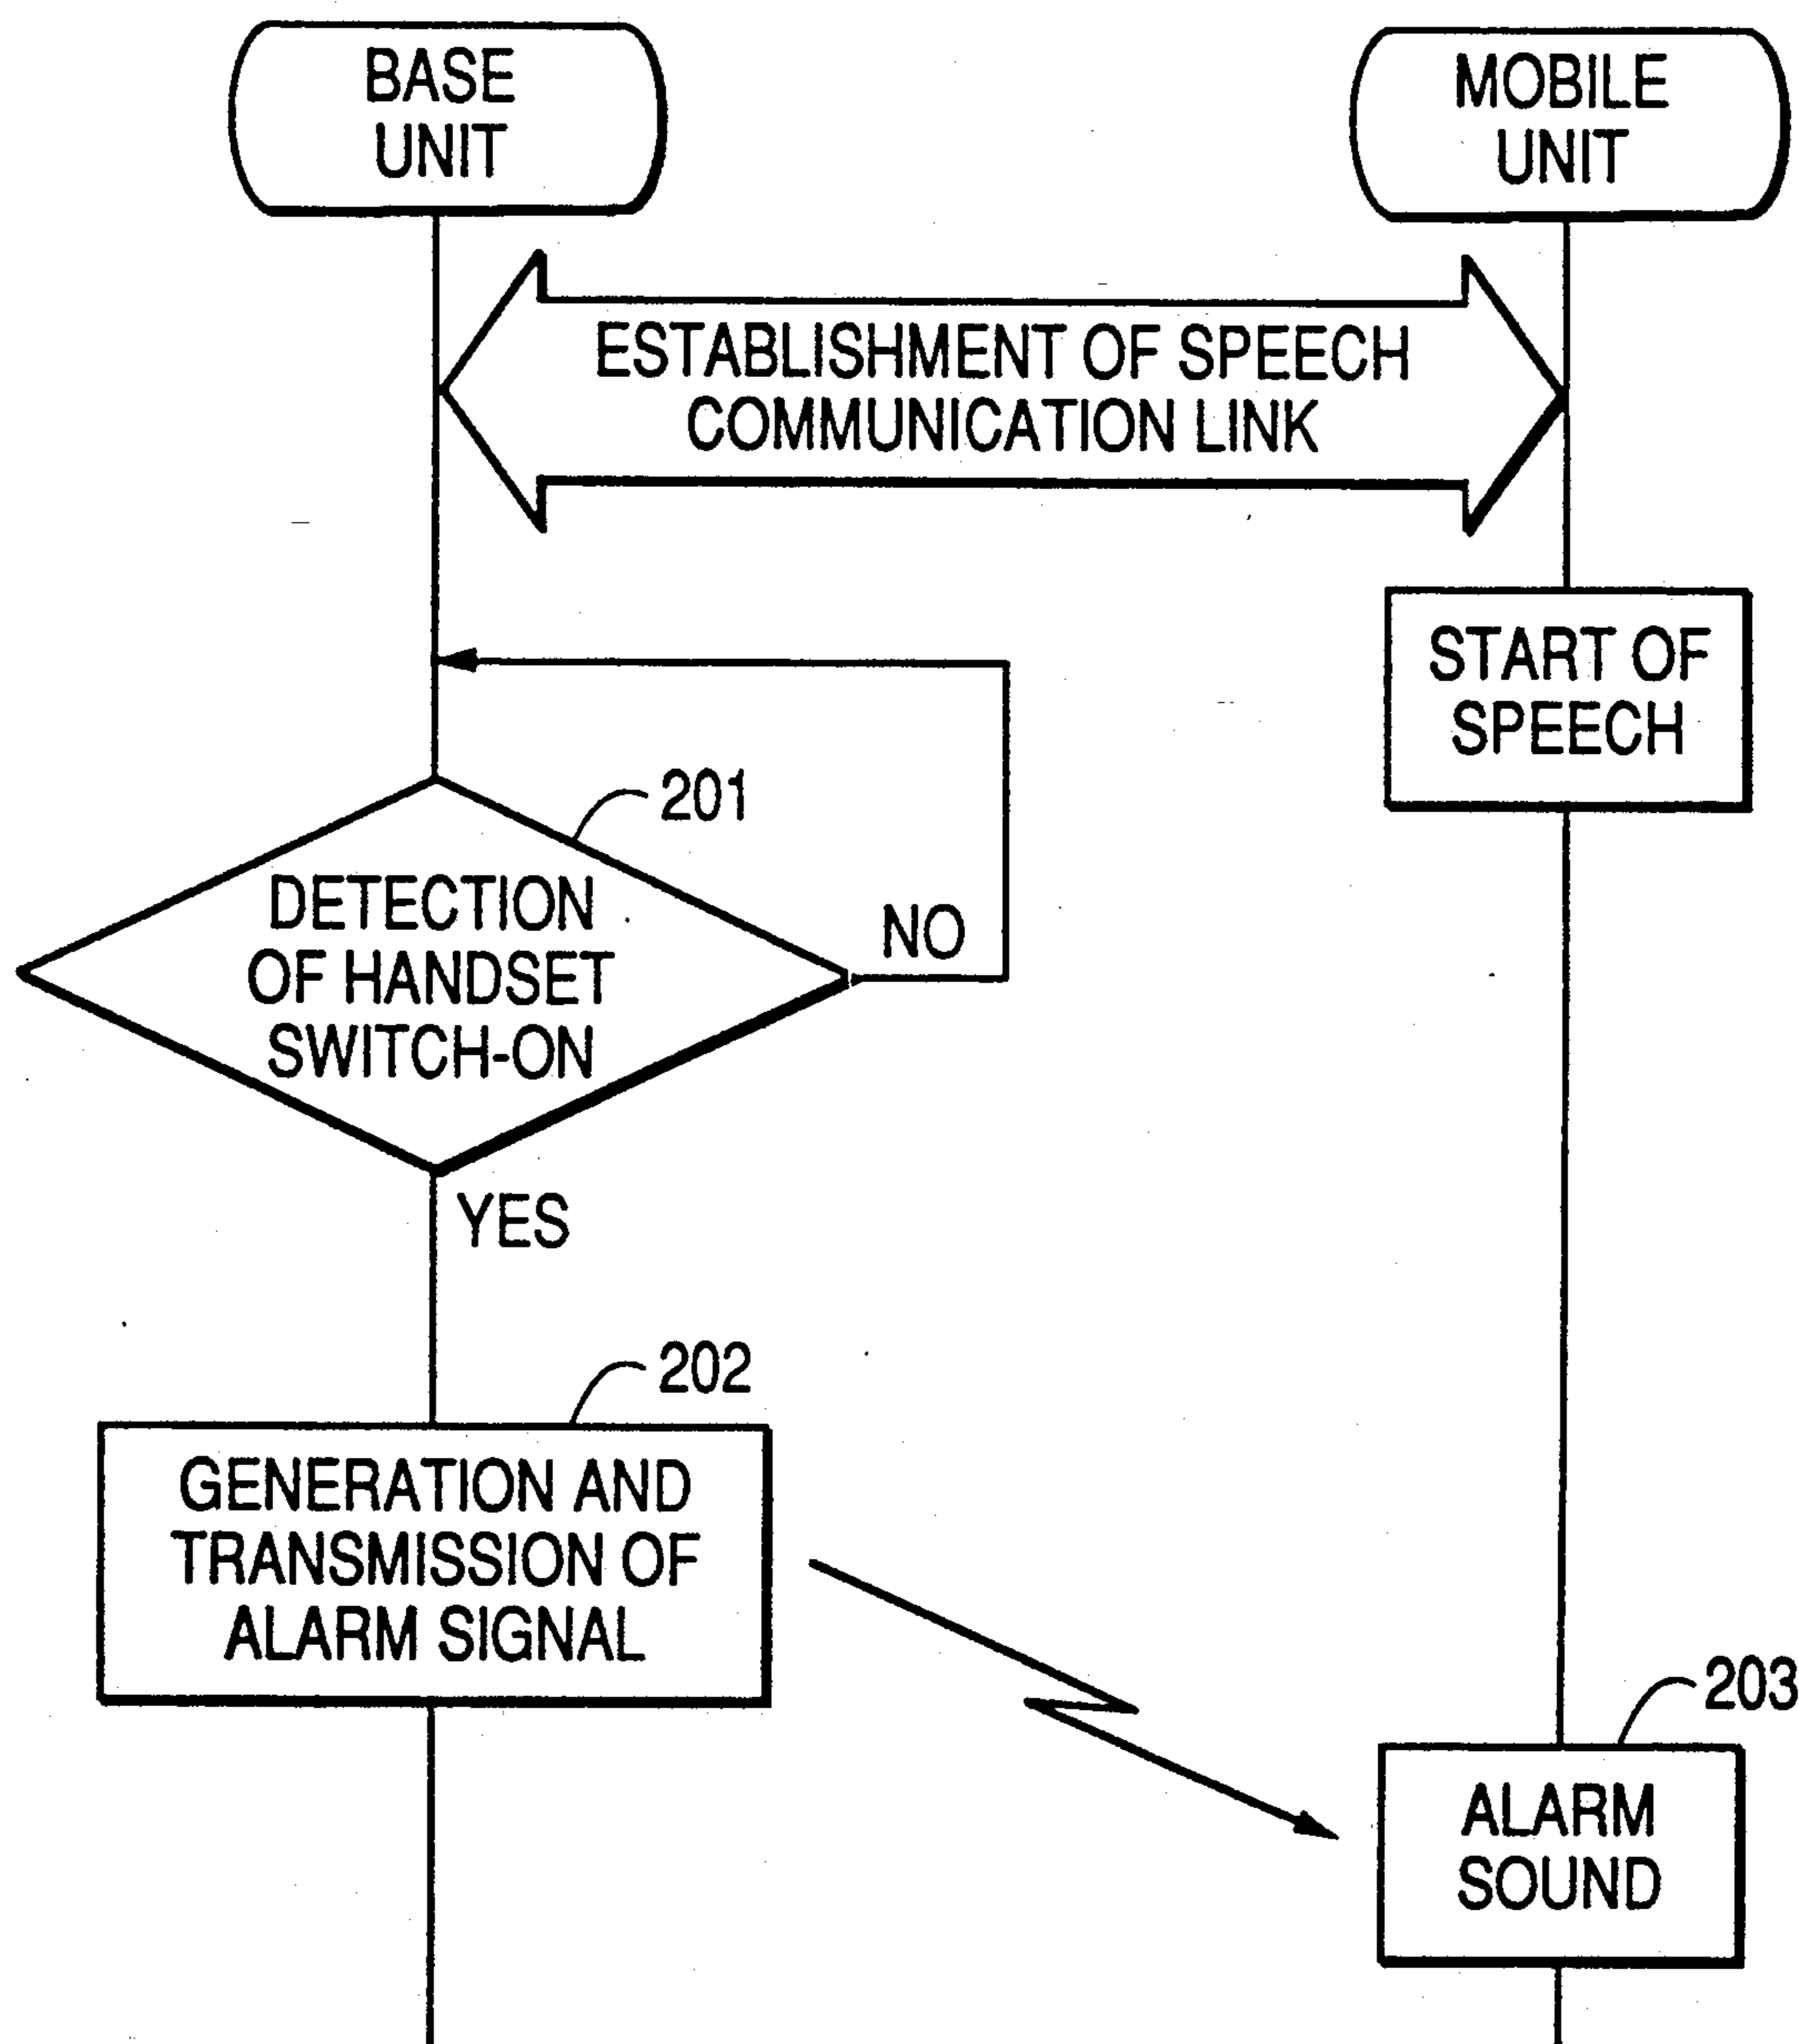 BASE
UNIT
MOBILE
UNIT
ESTABLISHMENT OF SPEECH
COMMUNICATION LINK
START OF
SPEECH
201
DETECTION
OF HANDSET
SWITCH-ON
NO
YES
202
GENERATION AND
TRANSMISSION OF
ALARM SIGNAL
203
ALARM
SOUND